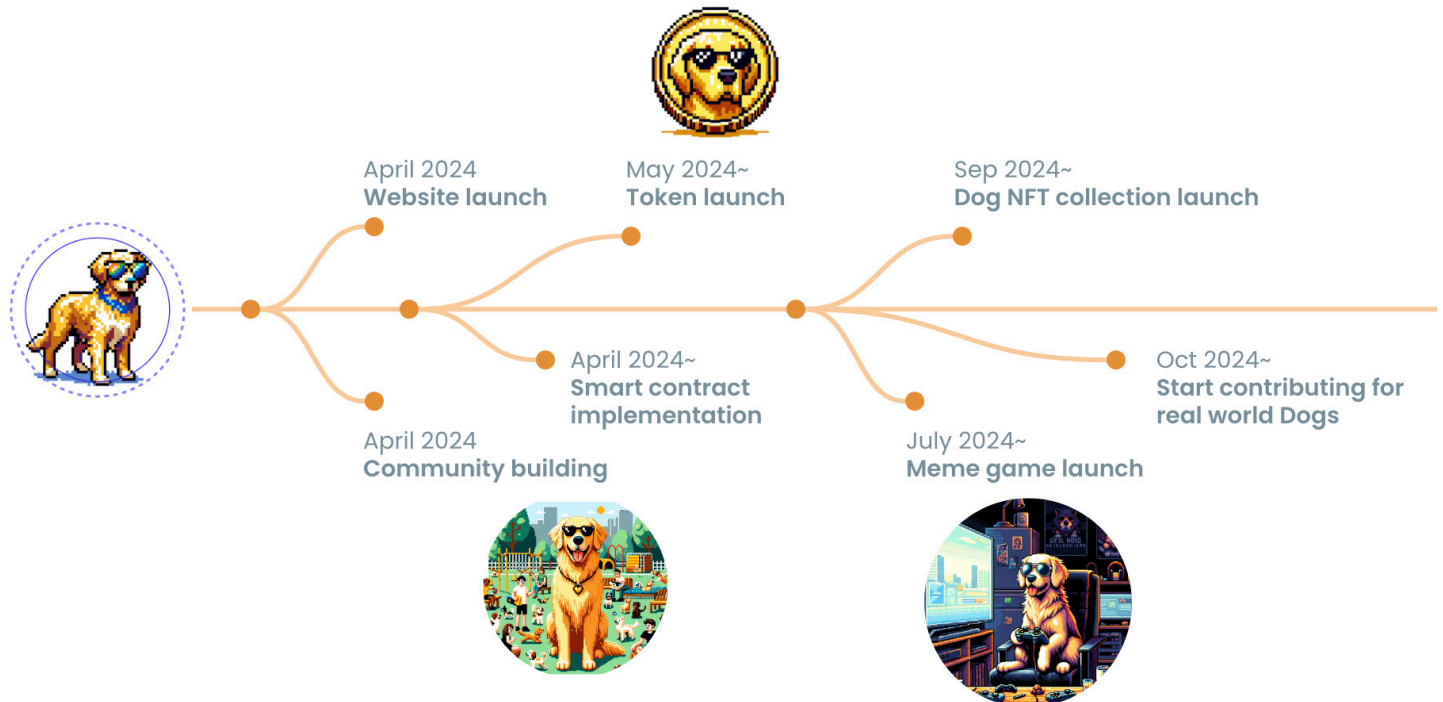 April 2024
Website launch
May 2024~
Token launch
Sep 2024~
Dog NFT collection launch
April 2024~
Smart contract
implementation
Oct 2024~
Start contributing for
real world Dogs
April 2024
Community building
July 2024~
Meme game launch